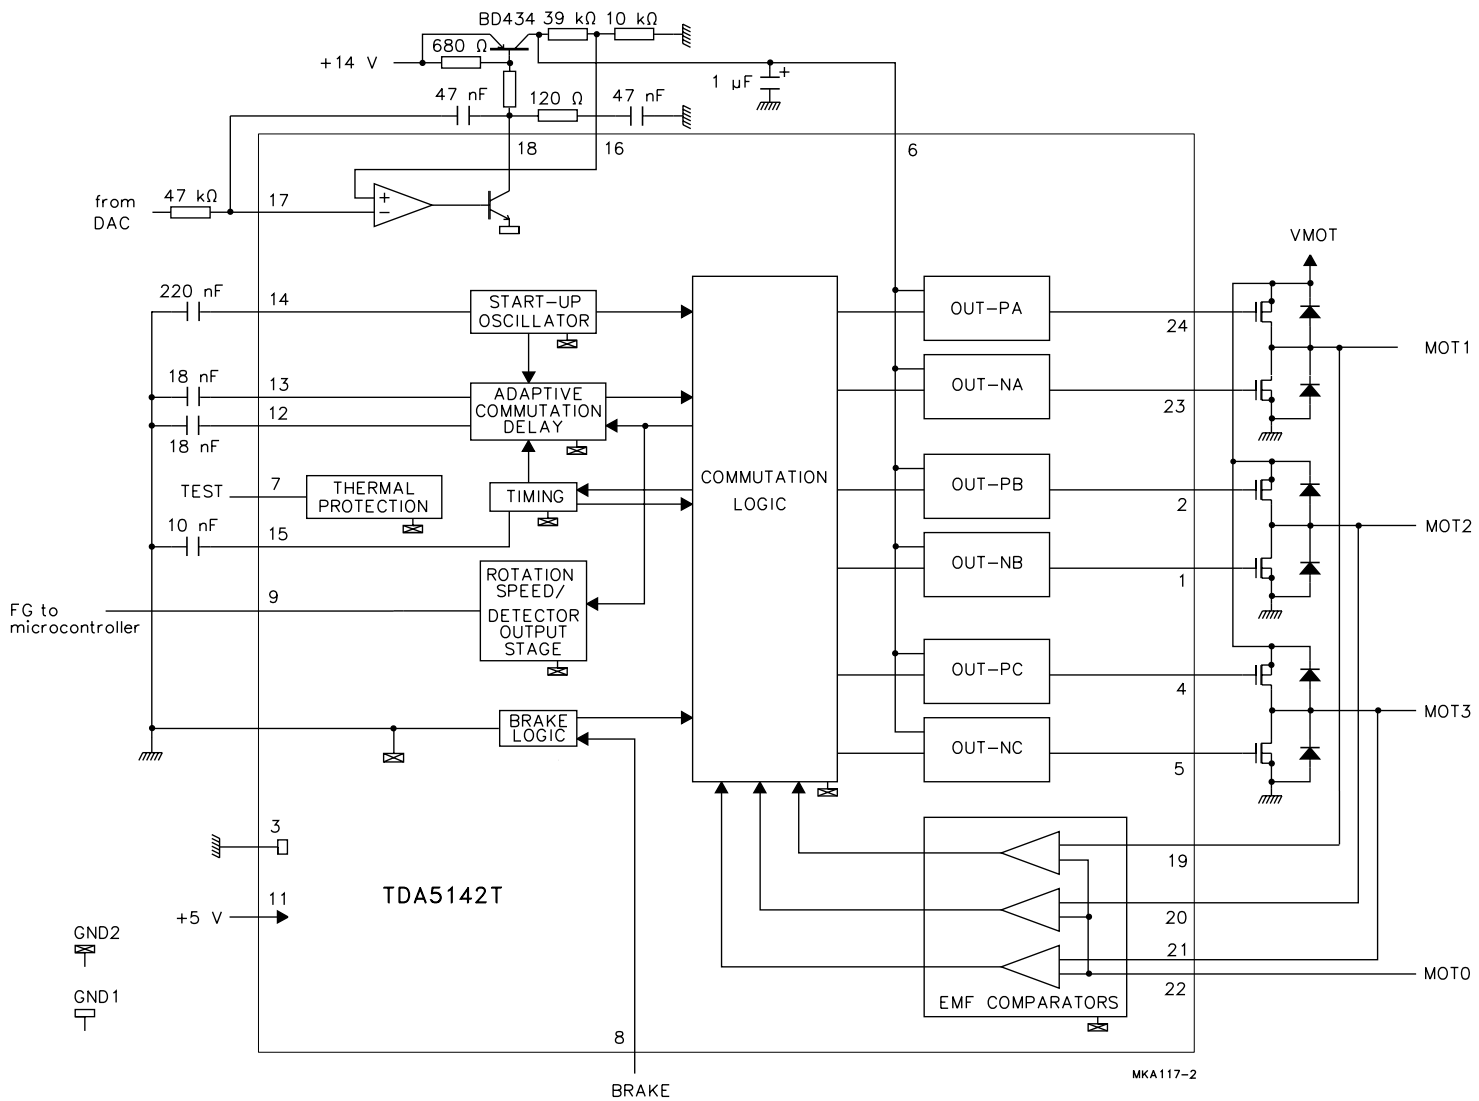 BD434 39 kΩ 10 kΩ
680 Ω
+14 V
1 µF +
47 nF 120 Ω 47 nF
18 16 6
from
DAC
47 kΩ 17
+
−
VMOT
220 nF 14
START-UP
OSCILLATOR
OUT-PA
24
MOT1
18 nF 13
12
18 nF
ADAPTIVE
COMMUTATION
DELAY
OUT-NA
23
COMMUTATION
LOGIC
TEST 7
THERMAL
PROTECTION
TIMING
OUT-PB
2
MOT2
10 nF 15
OUT-NB
1
ROTATION
SPEED/
DETECTOR
OUTPUT
STAGE
9
FG to
microcontroller
OUT-PC
4
MOT3
BRAKE
LOGIC
OUT-NC
5
3
19
TDA5142T
11
+5 V
20
21
22
MOT0
EMF COMPARATORS
GND2
GND1
8
BRAKE
MKA117-2